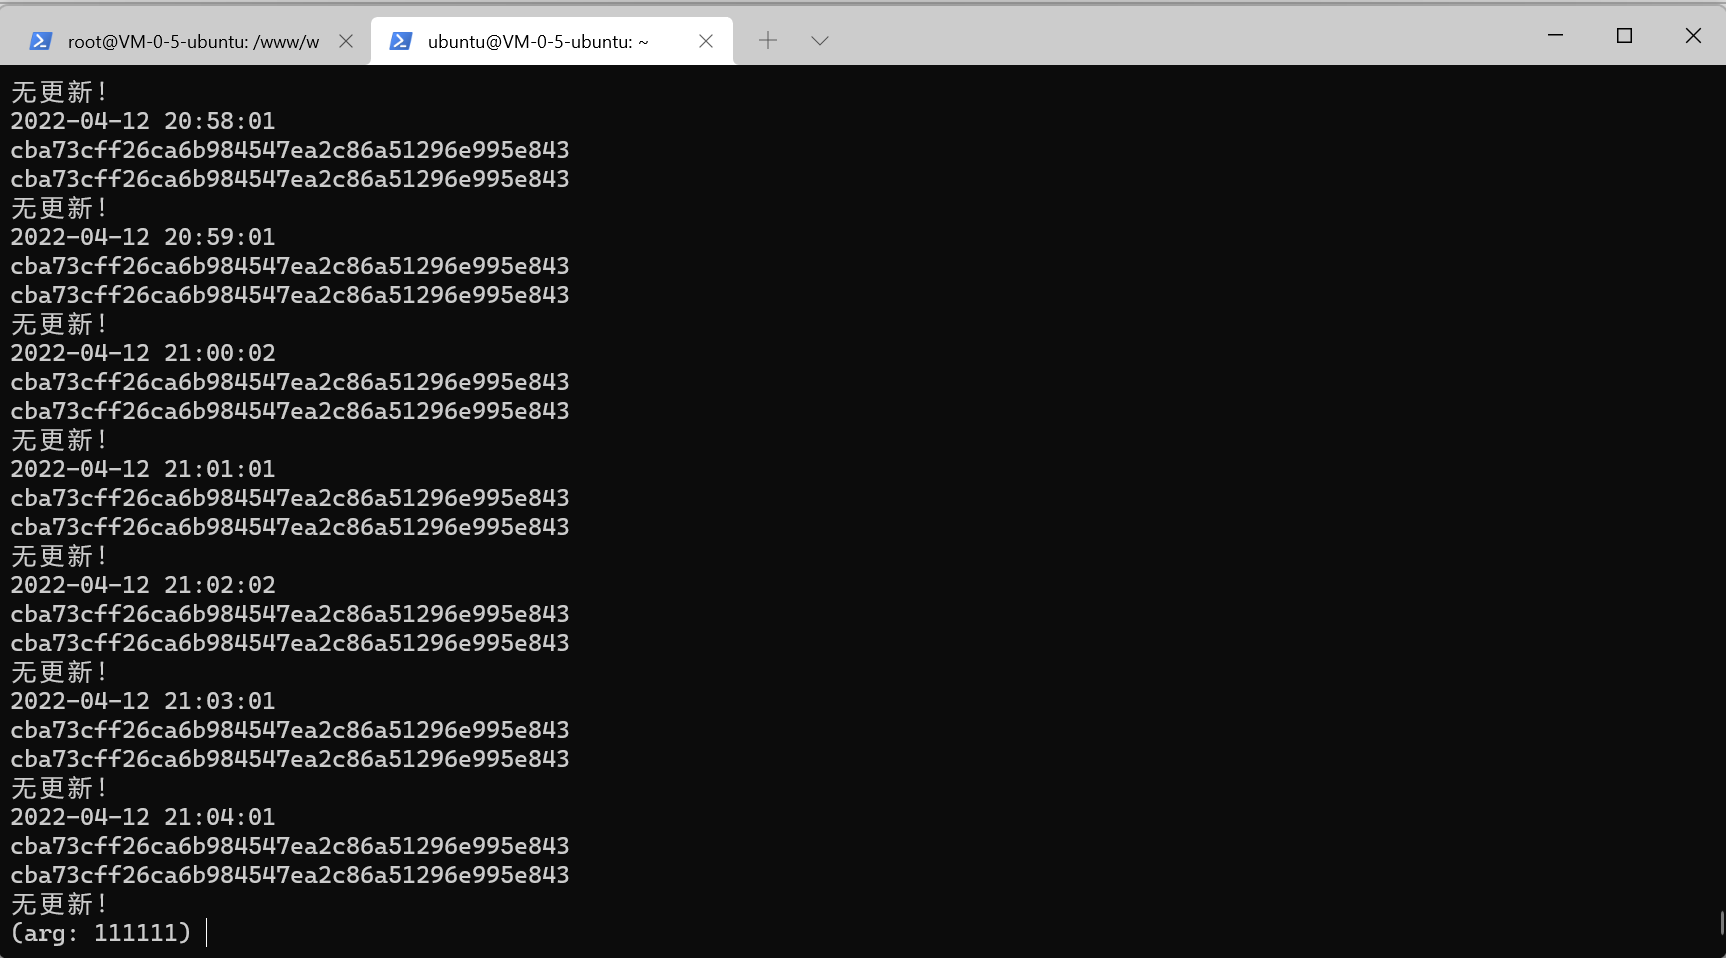 root@VM-0-5-ubuntu: /www/w
ubuntu@VM-0-5-ubuntu: ~
无更新!
2022-04-12 20:58:01
cba73cff26ca6b984547ea2c86a51296e995e843
cba73cff26ca6b984547ea2c86a51296e995e843
无更新!
2022-04-12 20:59:01
cba73cff26ca6b984547ea2c86a51296e995e843
cba73cff26ca6b984547ea2c86a51296e995e843
无更新!
2022-04-12 21:00:02
cba73cff26ca6b984547ea2c86a51296e995e843
cba73cff26ca6b984547ea2c86a51296e995e843
无更新!
2022-04-12 21:01:01
cba73cff26ca6b984547ea2c86a51296e995e843
cba73cff26ca6b984547ea2c86a51296e995e843
无更新!
2022-04-12 21:02:02
cba73cff26ca6b984547ea2c86a51296e995e843
cba73cff26ca6b984547ea2c86a51296e995e843
无更新!
2022-04-12 21:03:01
cba73cff26ca6b984547ea2c86a51296e995e843
cba73cff26ca6b984547ea2c86a51296e995e843
无更新!
2022-04-12 21:04:01
cba73cff26ca6b984547ea2c86a51296e995e843
cba73cff26ca6b984547ea2c86a51296e995e843
无更新!
(arg: 111111)